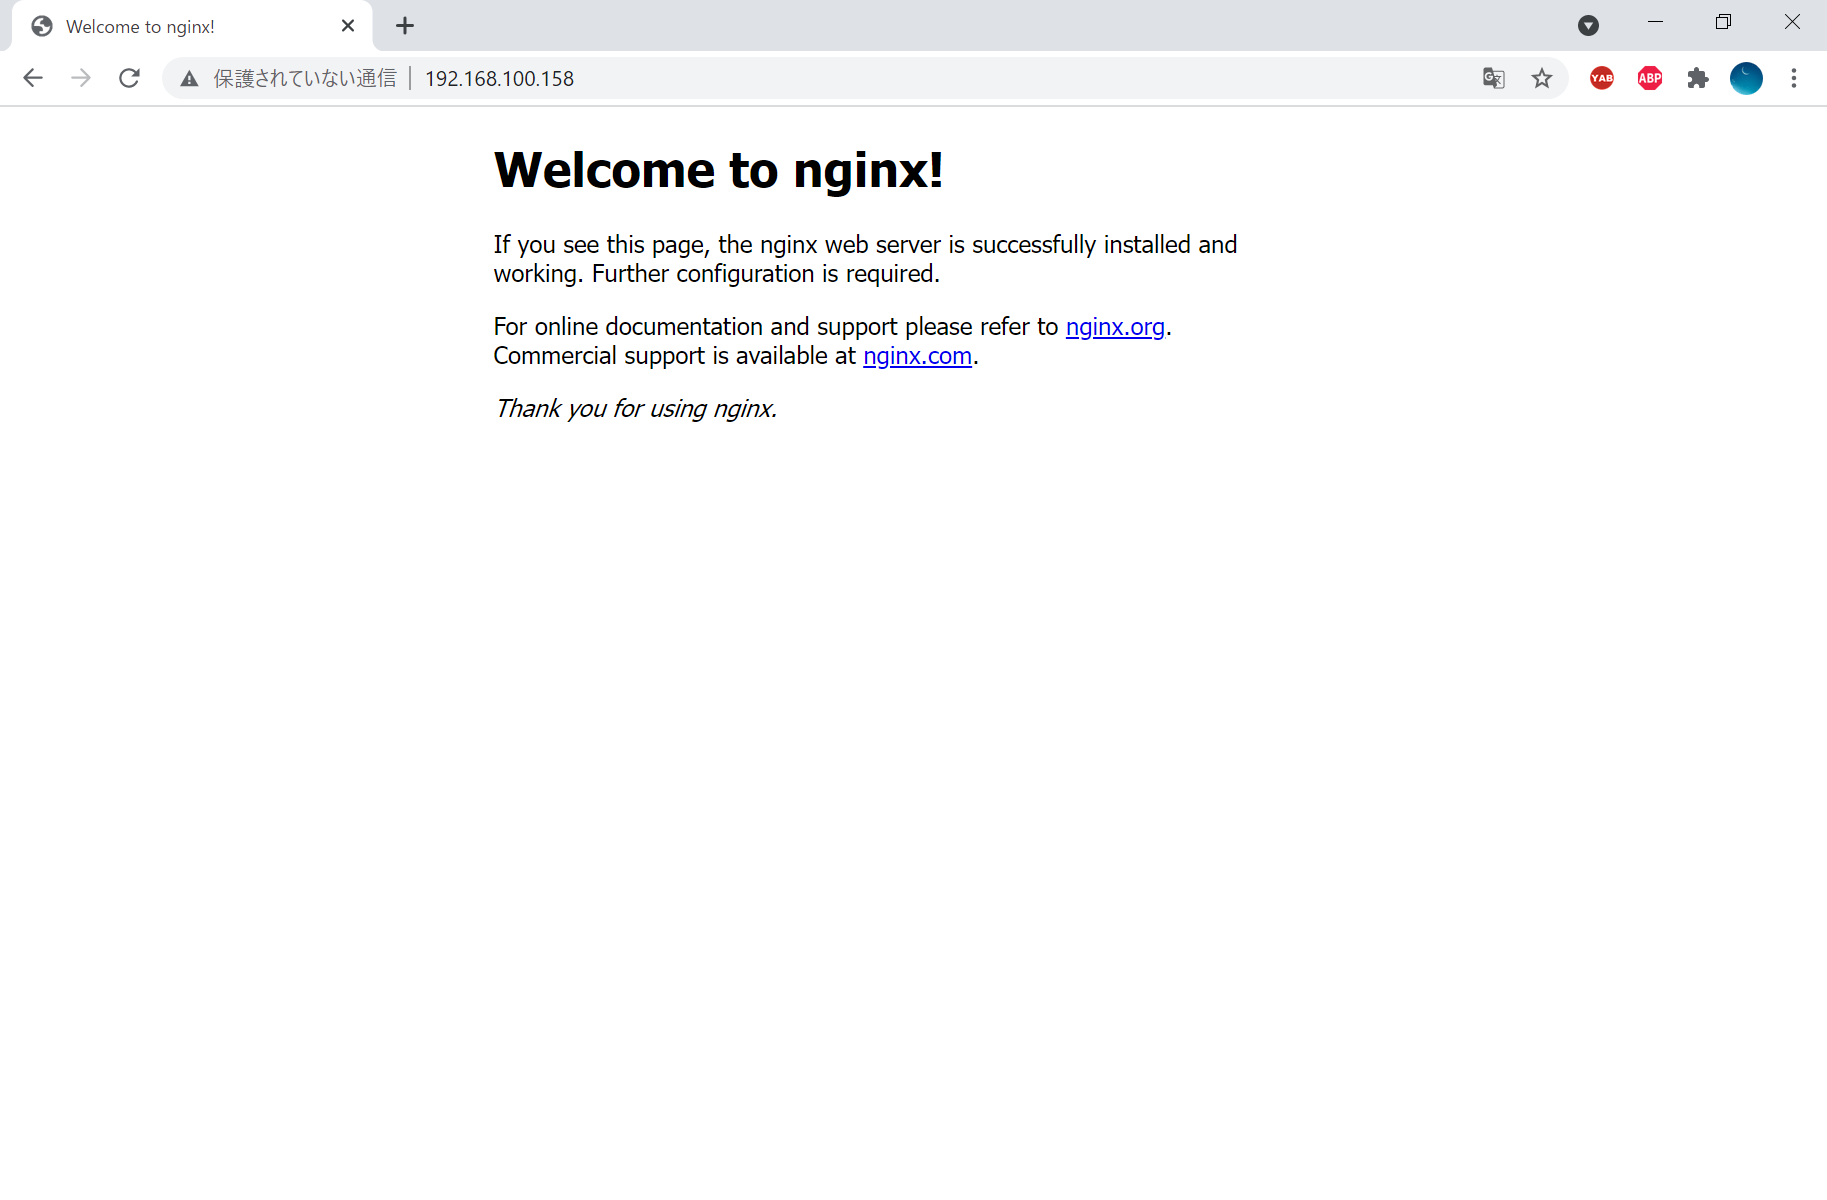 Welcome to nginx!
保護されていない通信 | 192.168.100.158
YAB
ABP
Welcome to nginx!
If you see this page, the nginx web server is successfully installed and
working. Further configuration is required.
For online documentation and support please refer to nginx.org.
Commercial support is available at nginx.com.
Thank you for using nginx.